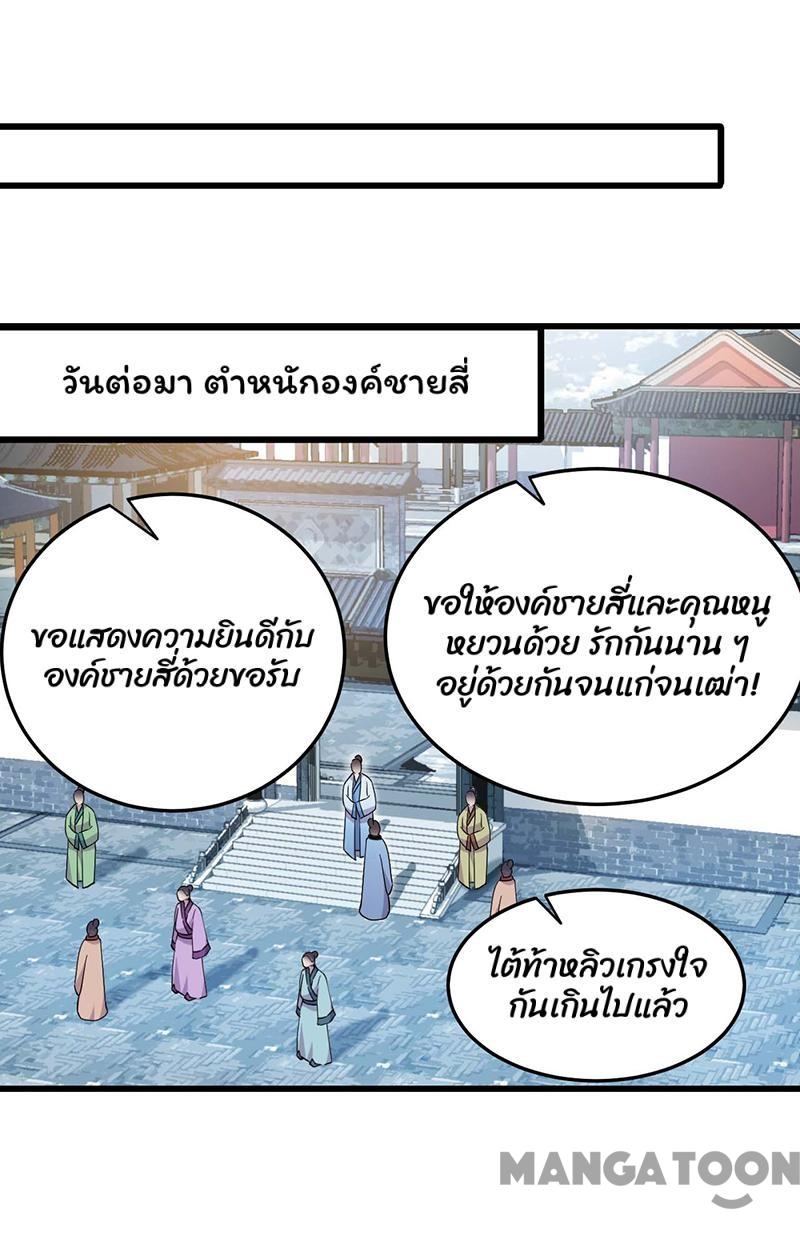 วันต่อมา ตำหนักองค์ชายสี่
ขอแสดงความยินดีกับ
องค์ชายสี่ด้วยขอรับ
ขอให้องค์ชายสี่และคุณหนู
หยวนด้วย รักกันนาน ๆ
อยู่ด้วยกันจนแก่จนเฒ่า!
ไต้ท้าหลิวเกรงใจ
กันเกินไปแล้ว
MANGATOON